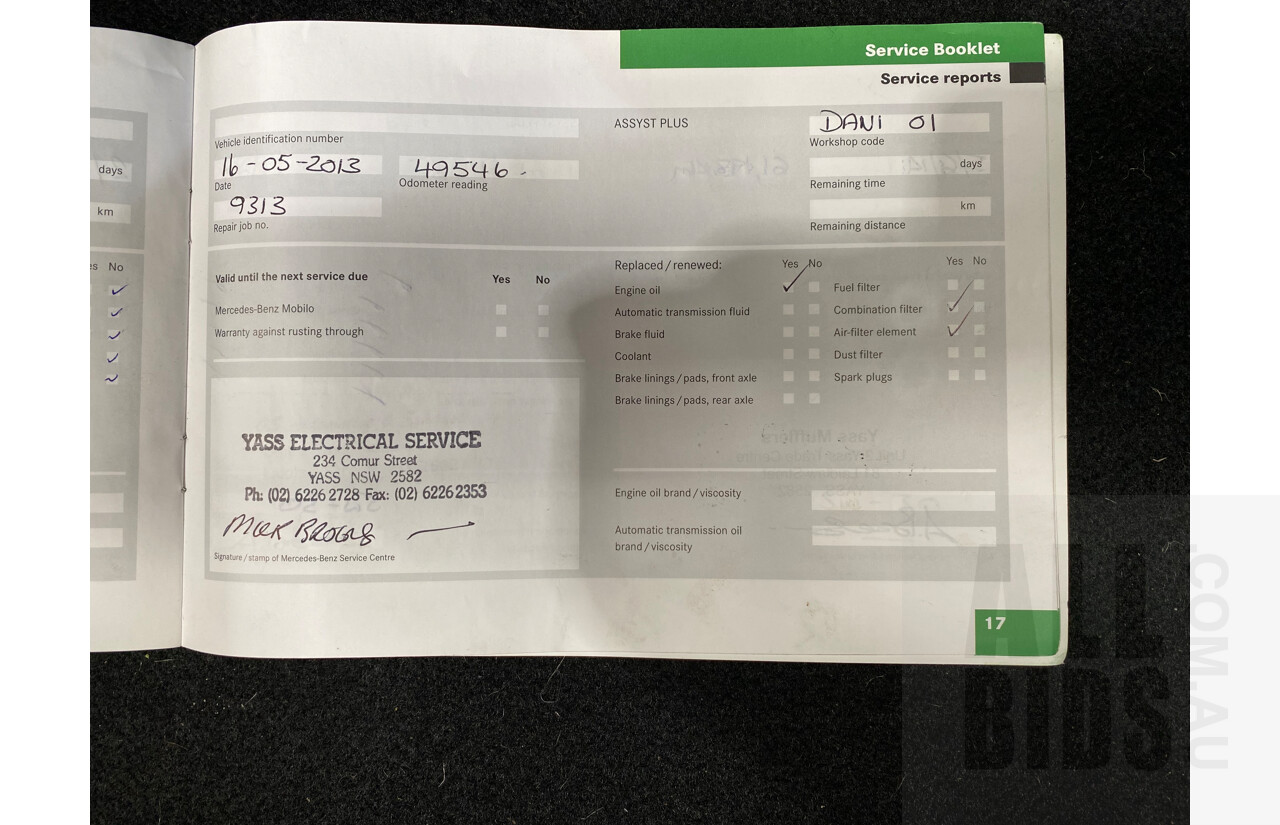 Service Booklet
Service reports
days
km
No
Vehicle identification number
16-05-2013
Date
49546
Odometer reading
9313
Repair job no.
ASSYST PLUS
DANI 01
Workshop code
days
Remaining time
km
Remaining distance
Valid until the next service due Yes No
Mercedes-Benz Mobilo
Warranty against rusting through
YASS ELECTRICAL SERVICE
234 Comur Street
YASS NSW 2582
Ph: (02) 6226 2728 Fax: (02) 6226 2353
Signature/stamp of Mercedes-Benz Service Centre
Replaced/renewed: Yes No
Engine oil
Automatic transmission fluid
Brake fluid
Coolant
Brake linings/pads, front axle
Brake linings/pads, rear axle
Yes No
Fuel filter
Combination filter
Air-filter element
Dust filter
Spark plugs
Engine oil brand/viscosity
Automatic transmission oil
brand/viscosity
17
ALL
BIDS
.COM.AU